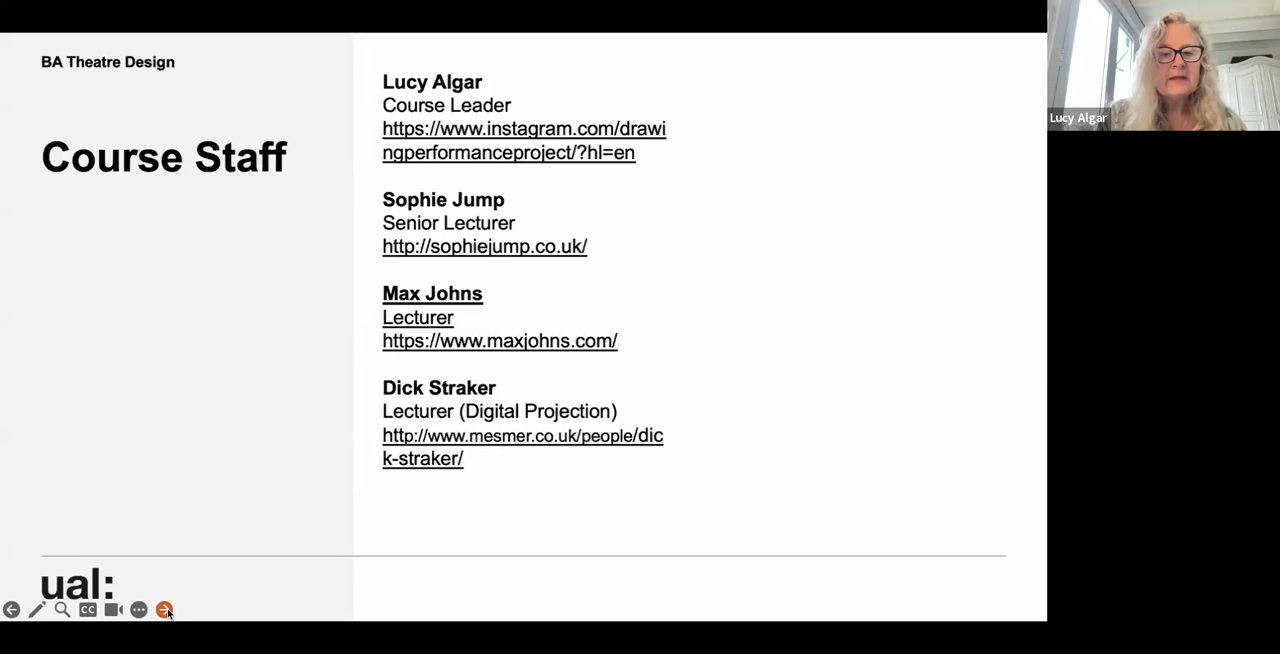 BA Theatre Design
Course Staff
Lucy Algar
Course Leader
https://www.instagram.com/drawi
ngperformanceproject/?hl=en
Sophie Jump
Senior Lecturer
http://sophiejump.co.uk/
Max Johns
Lecturer
https://www.maxjohns.com/
Dick Straker
Lecturer (Digital Projection)
http://www.mesmer.co.uk/people/dic
k-straker/
ual:
CC
Lucy Algar